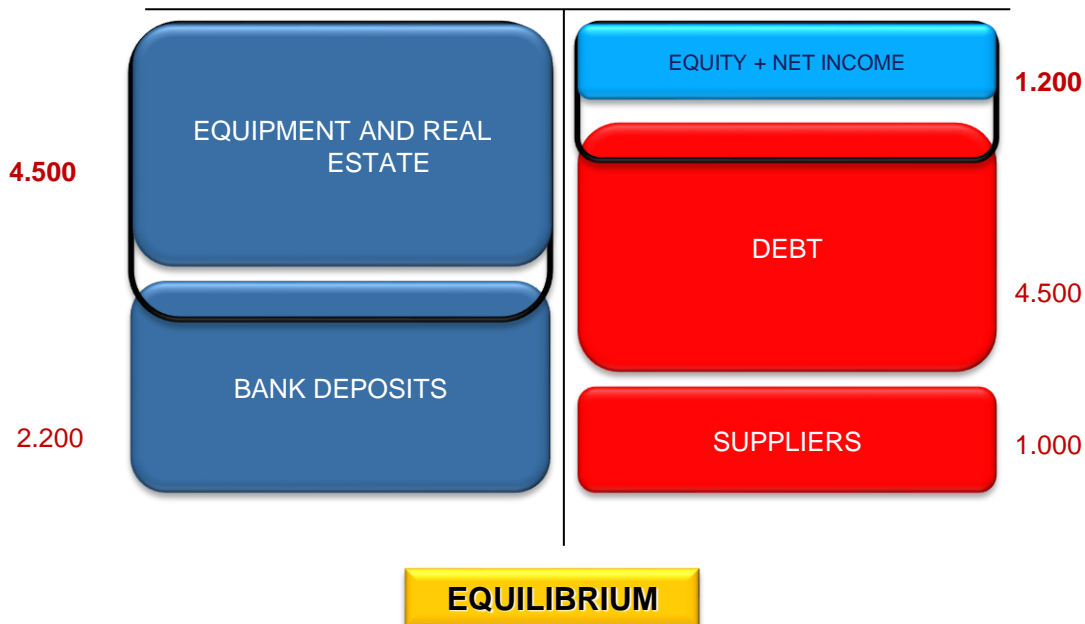 EQUIPMENT AND REAL
ESTATE
4.500
BANK DEPOSITS
2.200
EQUITY + NET INCOME
1.200
DEBT
4.500
SUPPLIERS
1.000
EQUILIBRIUM